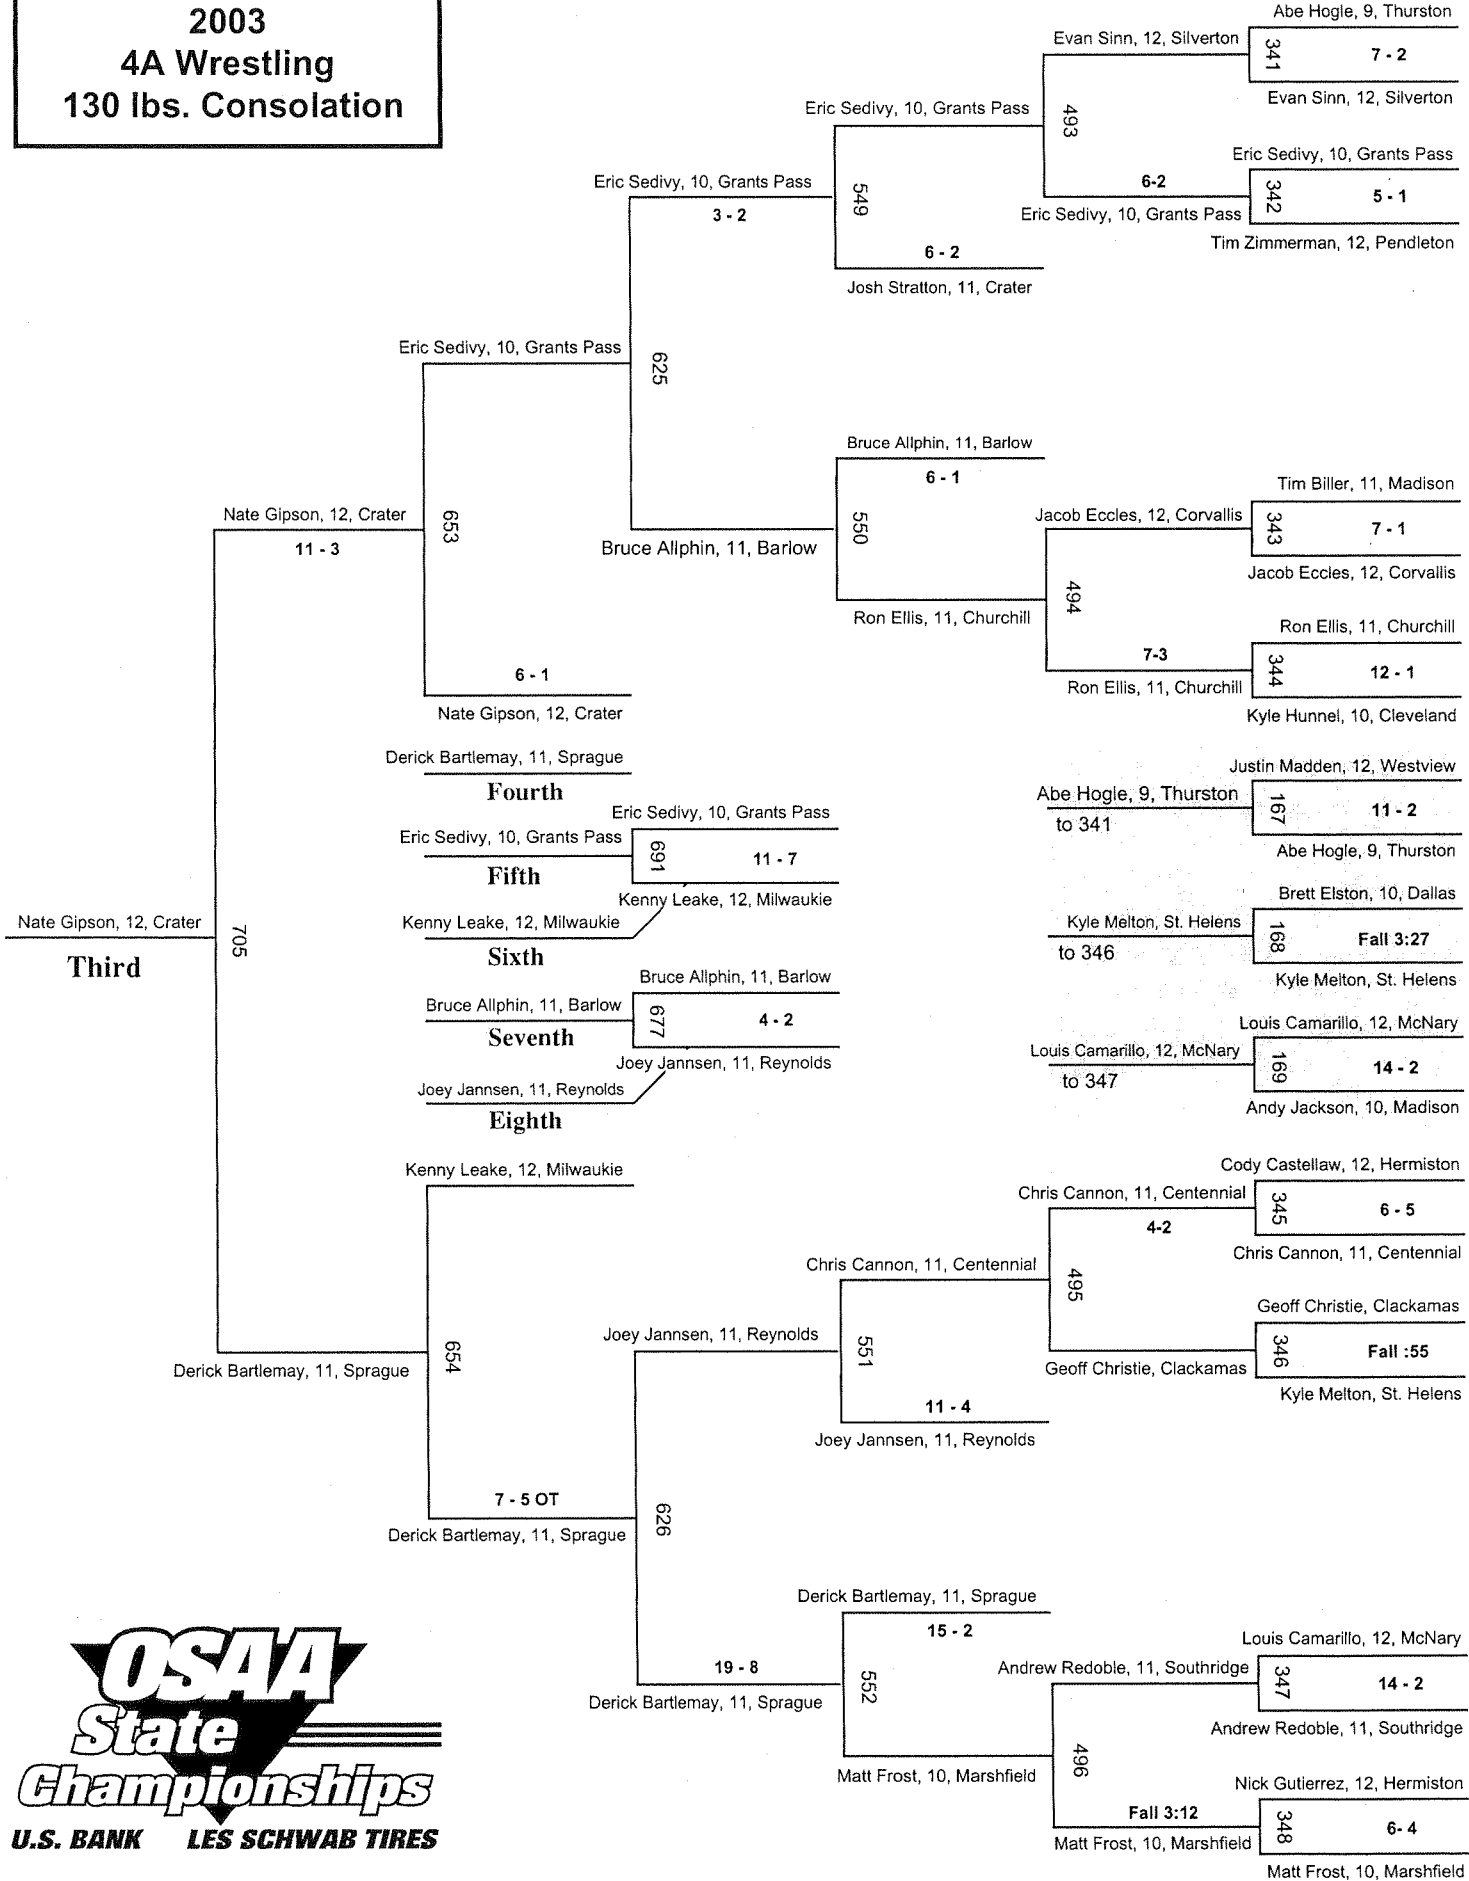 2003
4A Wrestling
130 lbs. Consolation
Abe Hogle, 9, Thurston
Evan Sinn, 12, Silverton
341
7 - 2
Evan Sinn, 12, Silverton
Eric Sedivy, 10, Grants Pass
493
Eric Sedivy, 10, Grants Pass
6-2
342
5 - 1
Eric Sedivy, 10, Grants Pass
Tim Zimmerman, 12, Pendleton
Eric Sedivy, 10, Grants Pass
3 - 2
549
6 - 2
Josh Stratton, 11, Crater
Eric Sedivy, 10, Grants Pass
625
Bruce Allphin, 11, Barlow
6 - 1
Tim Biller, 11, Madison
Nate Gipson, 12, Crater
11 - 3
653
Bruce Allphin, 11, Barlow
550
Jacob Eccles, 12, Corvallis
343
7 - 1
Jacob Eccles, 12, Corvallis
494
Ron Ellis, 11, Churchill
Ron Ellis, 11, Churchill
7-3
344
12 - 1
Ron Ellis, 11, Churchill
Kyle Hunnel, 10, Cleveland
6 - 1
Nate Gipson, 12, Crater
Derick Bartlemay, 11, Sprague
Fourth
Justin Madden, 12, Westview
Abe Hogle, 9, Thurston
to 341
167
11 - 2
Abe Hogle, 9, Thurston
Eric Sedivy, 10, Grants Pass
Eric Sedivy, 10, Grants Pass
Fifth
691
11 - 7
Kenny Leake, 12, Milwaukie
Kenny Leake, 12, Milwaukie
Sixth
Brett Elston, 10, Dallas
Kyle Melton, St. Helens
to 346
168
Fall 3:27
Kyle Melton, St. Helens
Nate Gipson, 12, Crater
Third
705
Bruce Allphin, 11, Barlow
Bruce Allphin, 11, Barlow
Seventh
677
4 - 2
Joey Jannsen, 11, Reynolds
Joey Jannsen, 11, Reynolds
Eighth
Louis Camarillo, 12, McNary
Louis Camarillo, 12, McNary
to 347
169
14 - 2
Andy Jackson, 10, Madison
Kenny Leake, 12, Milwaukie
Cody Castellaw, 12, Hermiston
Chris Cannon, 11, Centennial
4-2
345
6 - 5
Chris Cannon, 11, Centennial
Chris Cannon, 11, Centennial
495
Geoff Christie, Clackamas
Joey Jannsen, 11, Reynolds
551
346
Fall :55
Geoff Christie, Clackamas
Kyle Melton, St. Helens
Derick Bartlemay, 11, Sprague
654
11 - 4
Joey Jannsen, 11, Reynolds
7 - 5 OT
Derick Bartlemay, 11, Sprague
626
Derick Bartlemay, 11, Sprague
15 - 2
Louis Camarillo, 12, McNary
19 - 8
Derick Bartlemay, 11, Sprague
552
Andrew Redoble, 11, Southridge
347
14 - 2
Andrew Redoble, 11, Southridge
Matt Frost, 10, Marshfield
496
Nick Gutierrez, 12, Hermiston
Fall 3:12
Matt Frost, 10, Marshfield
348
6- 4
Matt Frost, 10, Marshfield
OSAA
State
Championships
U.S. BANK LES SCHWAB TIRES